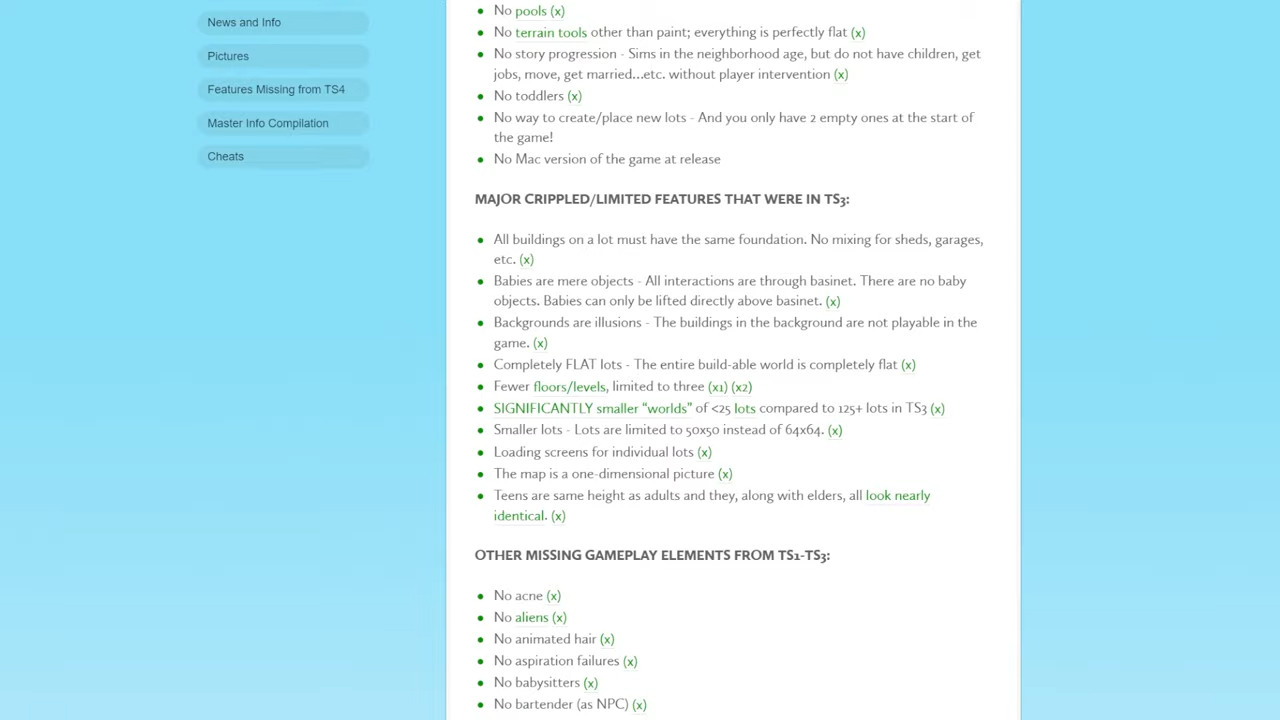 News and Info
Pictures
Features Missing from TS4
Master Info Compilation
Cheats
No pools (x)
No terrain tools other than paint; everything is perfectly flat (x)
No story progression - Sims in the neighborhood age, but do not have children, get
jobs, move, get married...etc. without player intervention (x)
No toddlers (x)
No way to create/place new lots - And you only have 2 empty ones at the start of
the game!
No Mac version of the game at release
MAJOR CRIPPLED/LIMITED FEATURES THAT WERE IN TS3:
All buildings on a lot must have the same foundation. No mixing for sheds, garages,
etc. (x)
Babies are mere objects - All interactions are through basinet. There are no baby
objects. Babies can only be lifted directly above basinet. (x)
Backgrounds are illusions - The buildings in the background are not playable in the
game. (x)
Completely FLAT lots - The entire build-able world is completely flat (x)
Fewer floors/levels, limited to three (x1) (x2)
SIGNIFICANTLY smaller “worlds” of <25 lots compared to 125+ lots in TS3 (x)
Smaller lots - Lots are limited to 50x50 instead of 64x64. (x)
Loading screens for individual lots (x)
The map is a one-dimensional picture (x)
Teens are same height as adults and they, along with elders, all look nearly
identical. (x)
OTHER MISSING GAMEPLAY ELEMENTS FROM TS1-TS3:
No acne (x)
No aliens (x)
No animated hair (x)
No aspiration failures (x)
No babysitters (x)
No bartender (as NPC) (x)